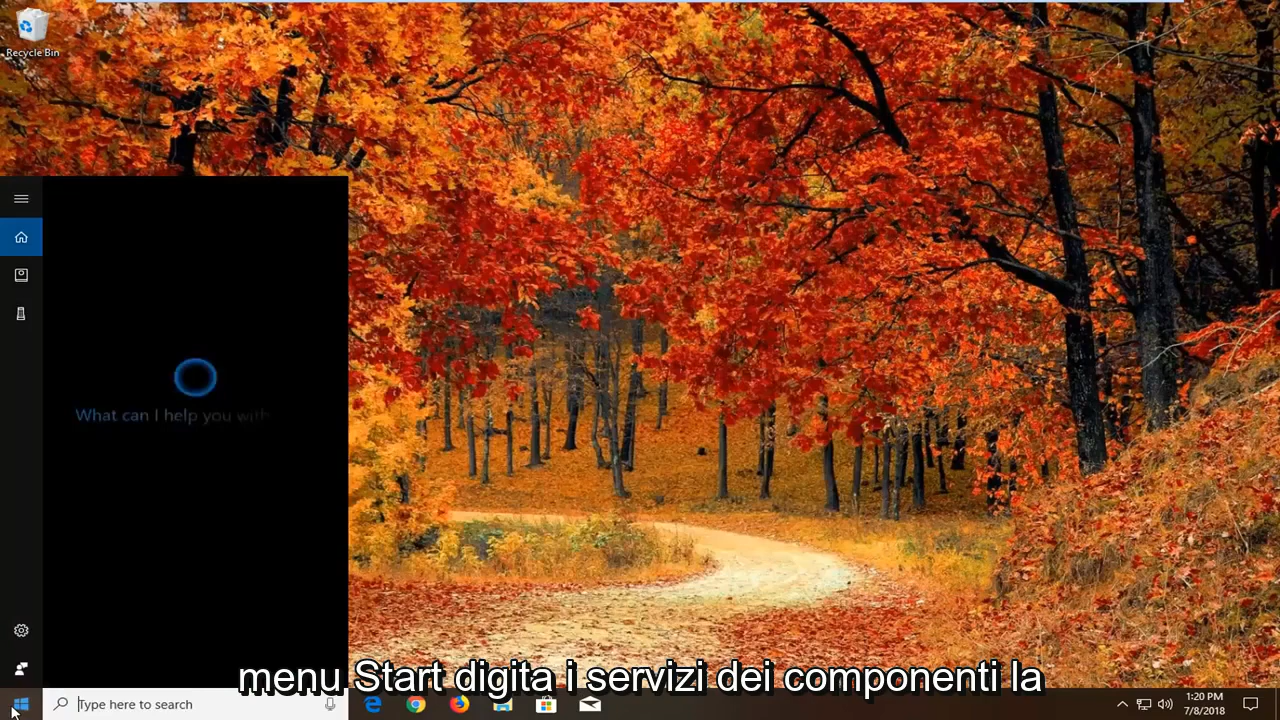 Recycle Bin
What can I help you with
menu Start digita i servizi dei componenti la
Type here to search
1:20 PM
7/8/2018